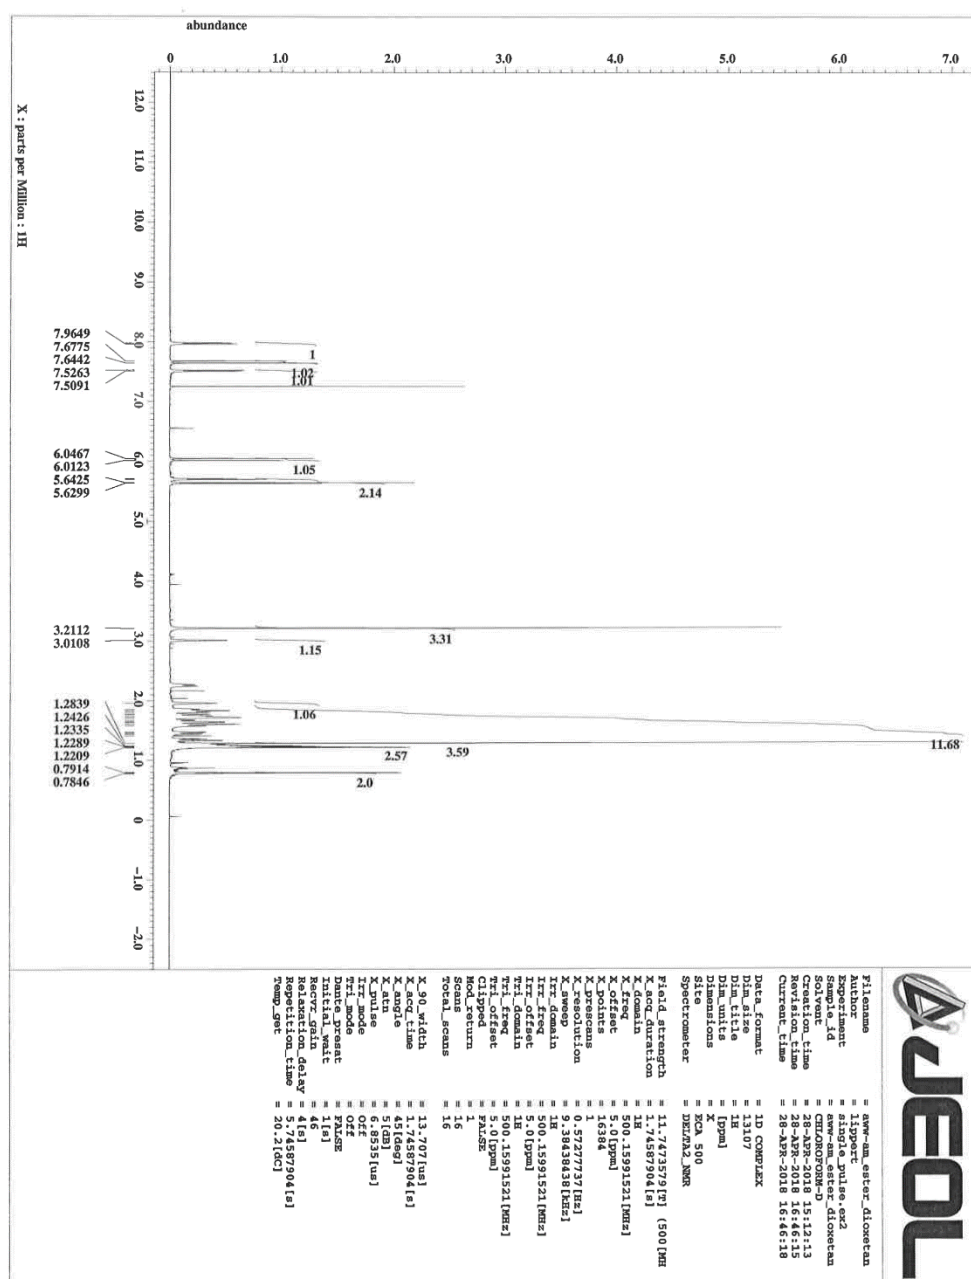 abundance
0 1.0 2.0 3.0 4.0 5.0 6.0 7.0
12.0 11.0 10.0 9.0 8.0 7.0 6.0 5.0 4.0 3.0 2.0 1.0 0 −1.0 −2.0
X : parts per Million : 1H
7.9649
7.6775
7.6442
7.5263
7.5091
6.0467
6.0123
5.6425
5.6299
3.2112
3.0108
1.2839
1.2426
1.2335
1.2289
1.2209
0.7914
0.7846
1
1.02
1.01
1.05
2.14
3.31
1.15
1.06
11.68
3.59
2.57
2.0
JEOL
Filename = aww-am_ester_dioxetan
Author = lippert
Experiment = single_pulse.ex2
Sample_id = aww-am_ester_dioxetan
Solvent = CHLOROFORM-D
Creation_time = 28-APR-2018 15:12:13
Revision_time = 28-APR-2018 16:46:15
Current_time = 28-APR-2018 16:46:18
Data_format = 1D COMPLEX
Dim_size = 13107
Dim_title = 1H
Dim_units = [ppm]
Dimensions = X
Site = ECA 500
Spectrometer = DELTA2_NMR
Field_strength = 11.7473579[T] (500[MH
X_acq_duration = 1.74587904[s]
X_domain = 1H
X_freq = 500.15991521[MHz]
X_offset = 5.0[ppm]
X_points = 16384
X_prescans = 1
X_resolution = 0.57277737[Hz]
X_sweep = 9.38438438[kHz]
Irr_domain = 1H
Irr_freq = 500.15991521[MHz]
Irr_offset = 5.0[ppm]
Tri_domain = 1H
Tri_freq = 500.15991521[MHz]
Tri_offset = 5.0[ppm]
Clipped = FALSE
Mod_return = 1
Scans = 16
Total_scans = 16
X_90_width = 13.707[us]
X_acq_time = 1.74587904[s]
X_angle = 45[deg]
X_atn = 5[dB]
X_pulse = 6.8535[us]
Irr_mode = Off
Tri_mode = Off
Dante_presat = FALSE
Initial_wait = 1[s]
Recvr_gain = 46
Relaxation_delay = 4[s]
Repetition_time = 5.74587904[s]
Temp_get = 20.2[dC]